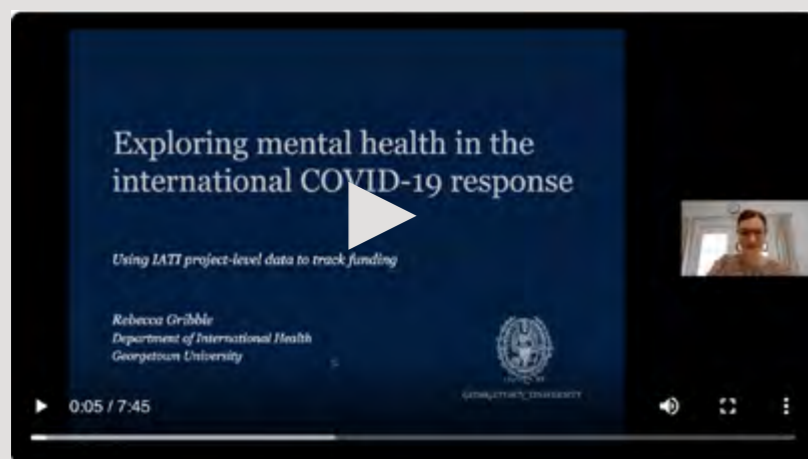 Exploring mental health in the
international COVID-19 response
Using IATI project-level data to track funding
Rebecca Gribble
Department of International Health
Georgetown University
GEORGETOWN UNIVERSITY
0:05 / 7:45